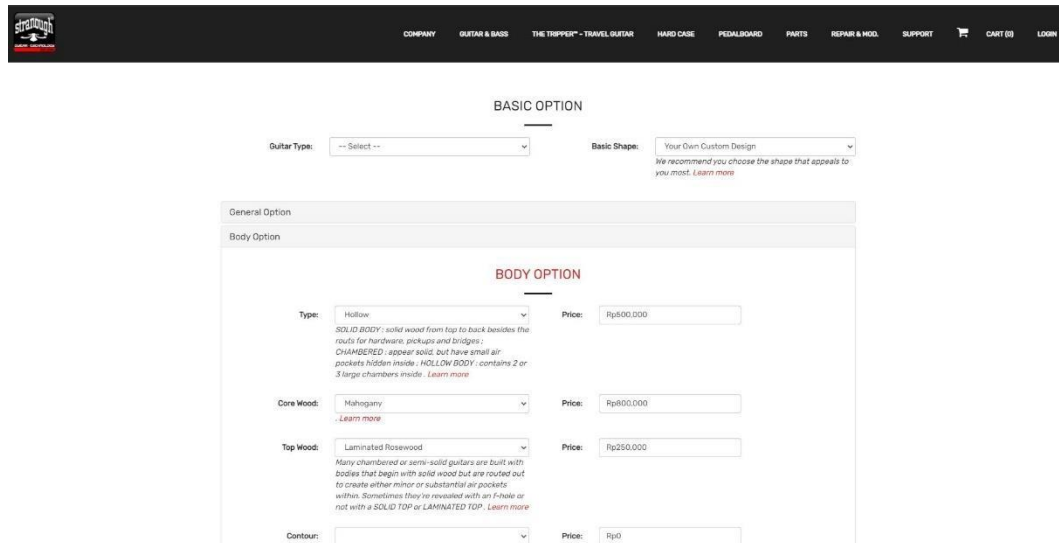 stranough
COMPANY GUITAR & BASS THE TRIPPER™ - TRAVEL GUITAR HARD CASE PEDALBOARD PARTS REPAIR & MOD. SUPPORT CART (0) LOGIN
BASIC OPTION
Guitar Type: -- Select -- Basic Shape: Your Own Custom Design
We recommend you choose the shape that appeals to
you most. Learn more
General Option
Body Option
BODY OPTION
Type: Hollow Price: Rp500,000
SOLID BODY : solid wood from top to back besides the
routs for hardware, pickups and bridges ;
CHAMBERED : appear solid, but have small air
pockets hidden inside ; HOLLOW BODY : contains 2 or
3 large chambers inside . Learn more
Core Wood: Mahogany Price: Rp800,000
. Learn more
Top Wood: Laminated Rosewood Price: Rp250,000
Many chambered or semi-solid guitars are built with
bodies that begin with solid wood but are routed out
to create either minor or substantial air pockets
within. Sometimes they're revealed with an f-hole or
not with a SOLID TOP or LAMINATED TOP . Learn more
Contour: Price: Rp0